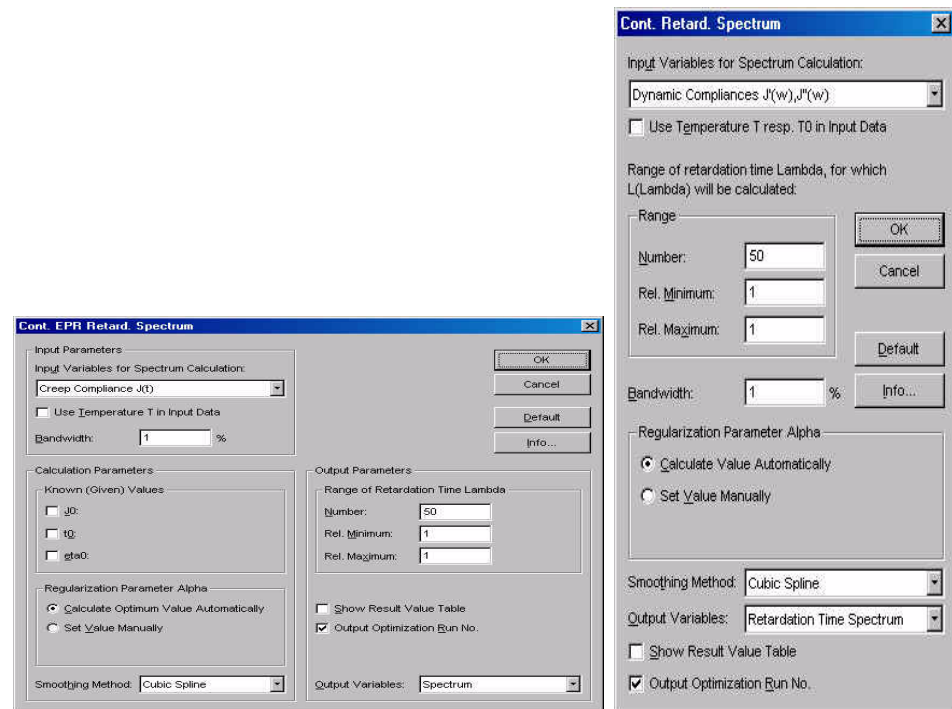 Cont. EPR Retard. Spectrum
Input Parameters
Input Variables for Spectrum Calculation:
Creep Compliance J(t)
Use Temperature T in Input Data
Bandwidth: 1 %
OK
Cancel
Default
Info...
Calculation Parameters
Known (Given) Values
J0:
t0:
eta0:
Regularization Parameter Alpha
Calculate Optimum Value Automatically
Set Value Manually
Smoothing Method: Cubic Spline
Output Parameters
Range of Retardation Time Lambda
Number: 50
Rel. Minimum: 1
Rel. Maximum: 1
Show Result Value Table
Output Optimization Run No.
Output Variables: Spectrum
Cont. Retard. Spectrum
Input Variables for Spectrum Calculation:
Dynamic Compliances J'(w),J''(w)
Use Temperature T resp. T0 in Input Data
Range of retardation time Lambda, for which
L(Lambda) will be calculated:
Range
Number: 50
Rel. Minimum: 1
Rel. Maximum: 1
OK
Cancel
Default
Bandwidth: 1 %
Info...
Regularization Parameter Alpha
Calculate Value Automatically
Set Value Manually
Smoothing Method: Cubic Spline
Output Variables: Retardation Time Spectrum
Show Result Value Table
Output Optimization Run No.